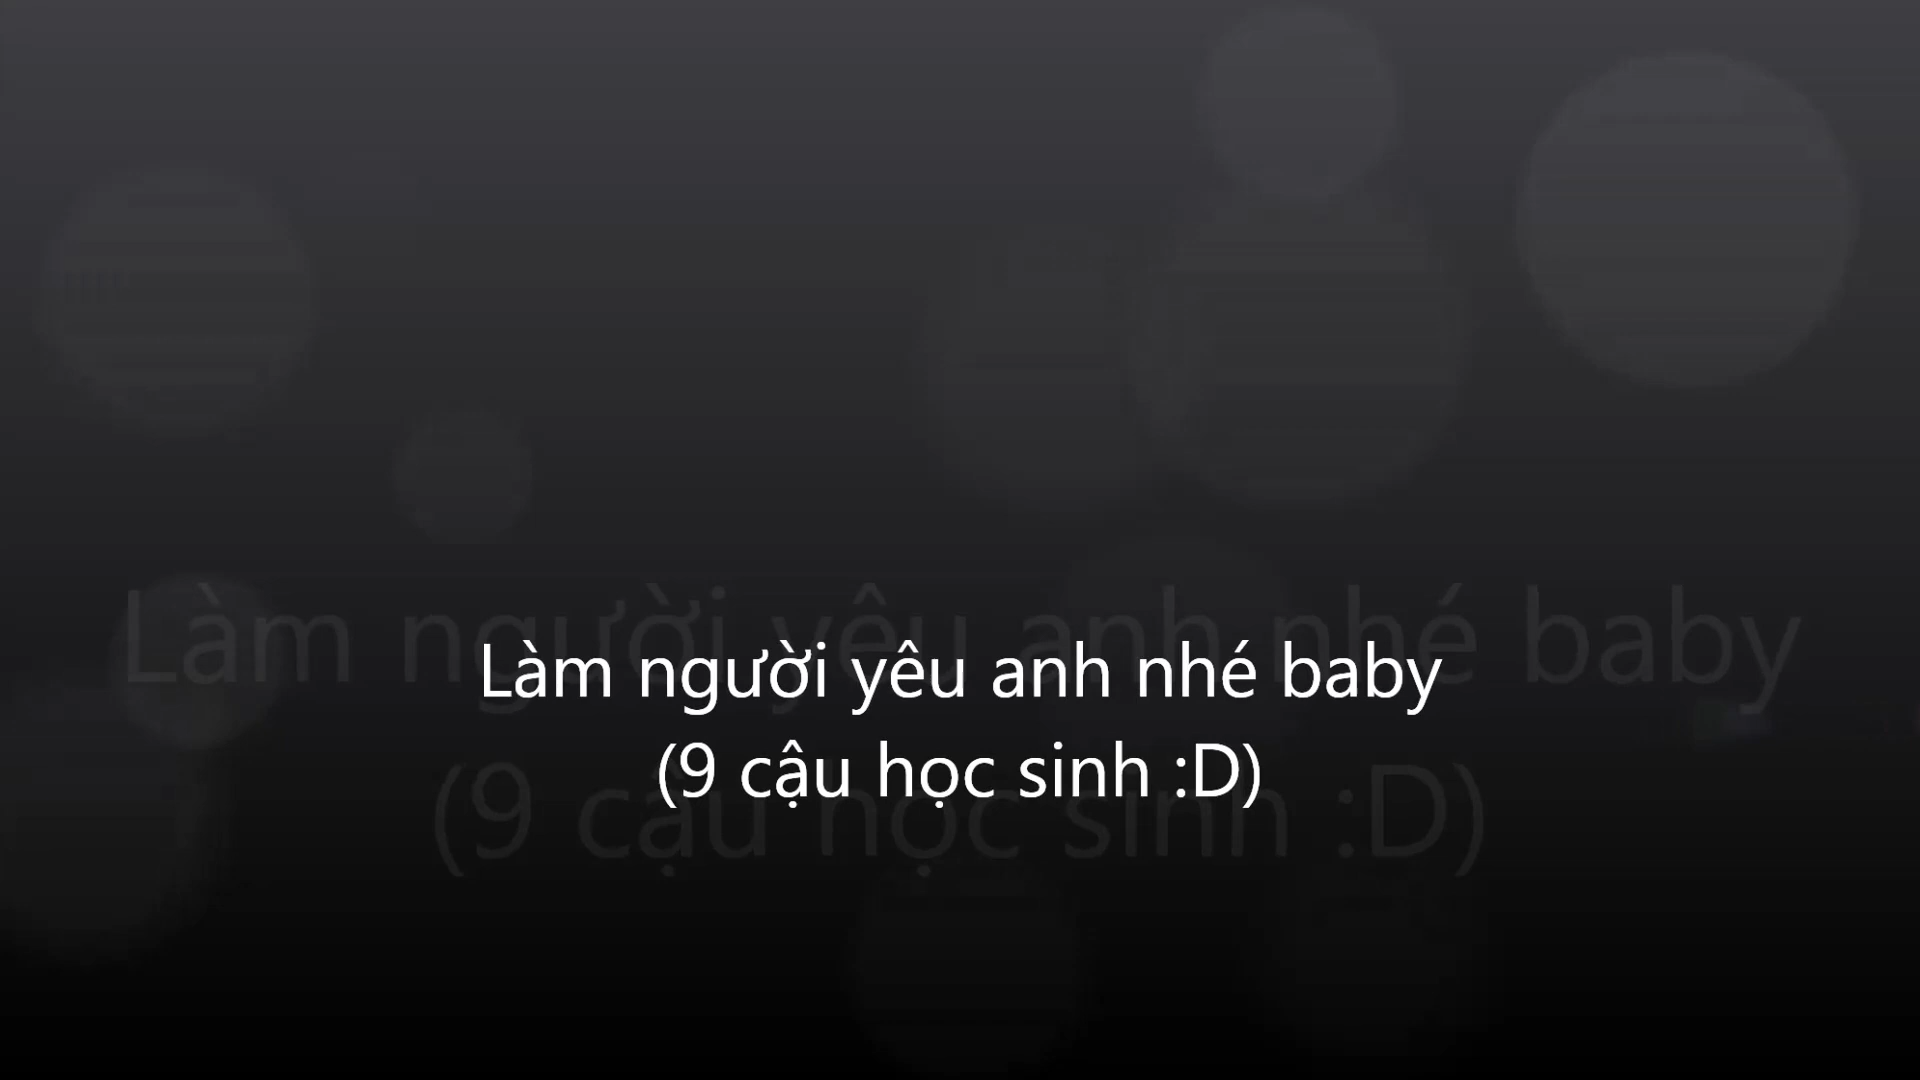 Làm người yêu anh nhé baby
(9 cậu học sinh :D)